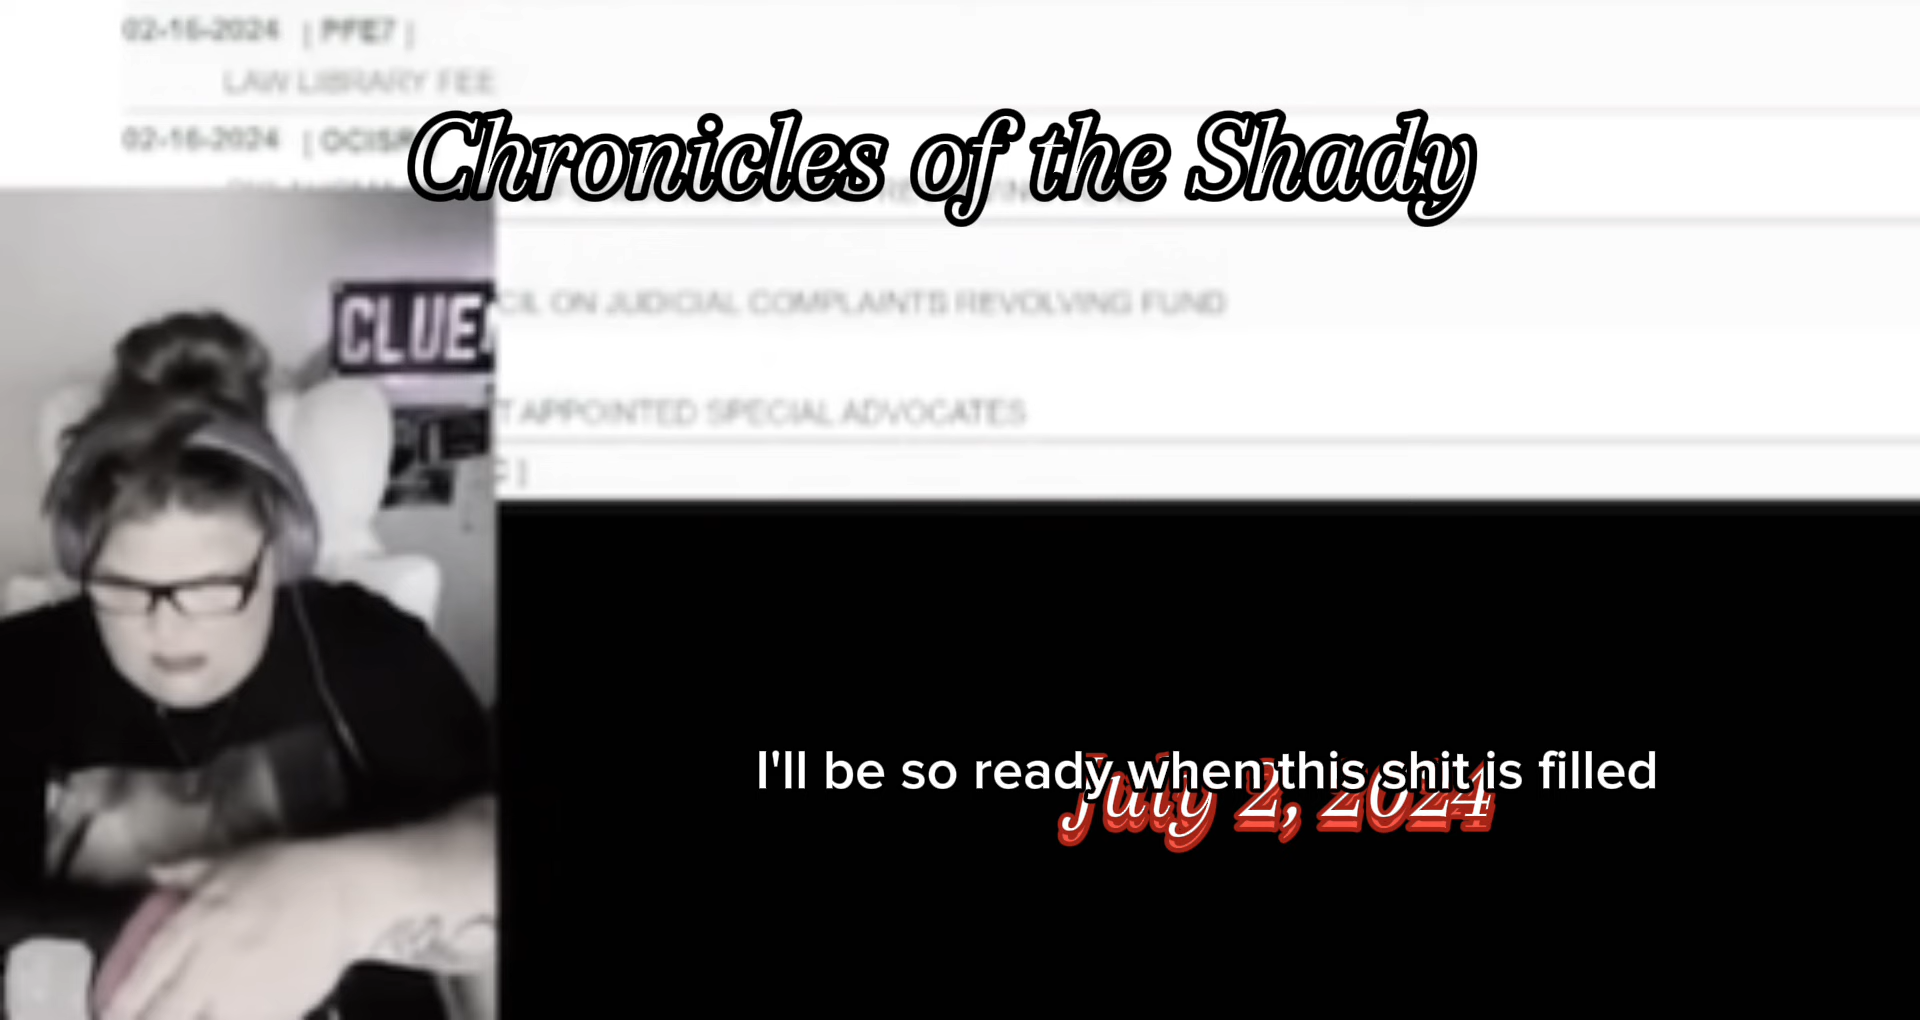 02-16-2024 | PFE7 |
LAW LIBRARY FEE
02-16-2024 | OCISR
Chronicles of the Shady
CLUE
CIL ON JUDICIAL COMPLAINTS REVOLVING FUND
T APPOINTED SPECIAL ADVOCATES
I'll be so ready when this shit is filled
July 2, 2024